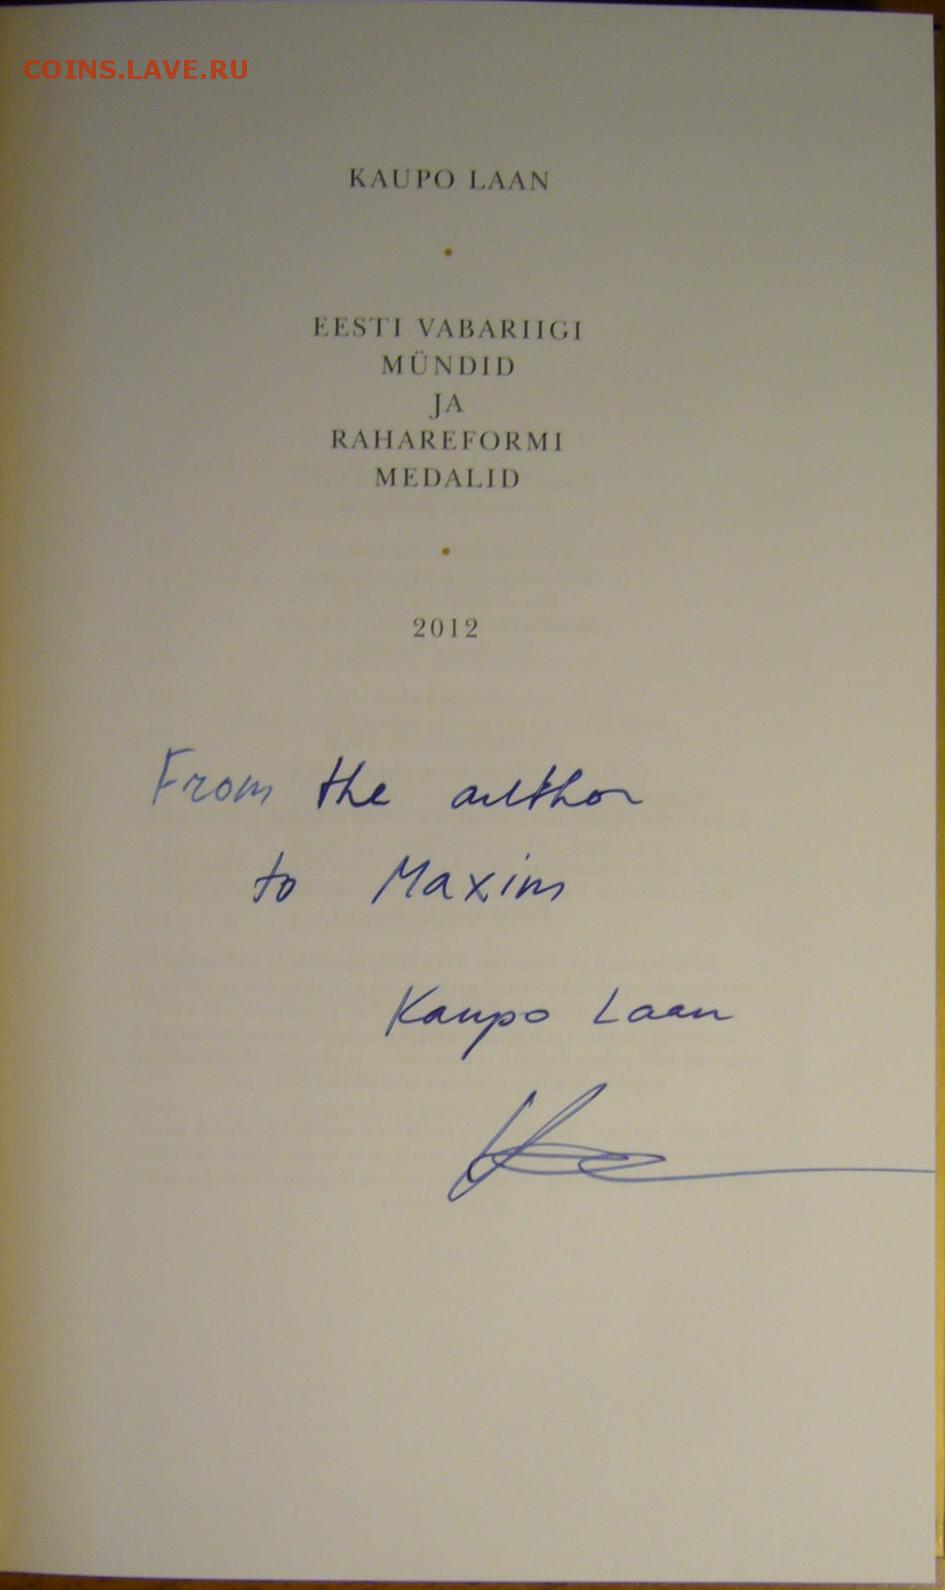 COINS.LAVE.RU
KAUPO LAAN
EESTI VABARIIGI
MÜNDID
JA
RAHAREFORMI
MEDALID
2012
From the author
to Maxim
Kaupo Laan